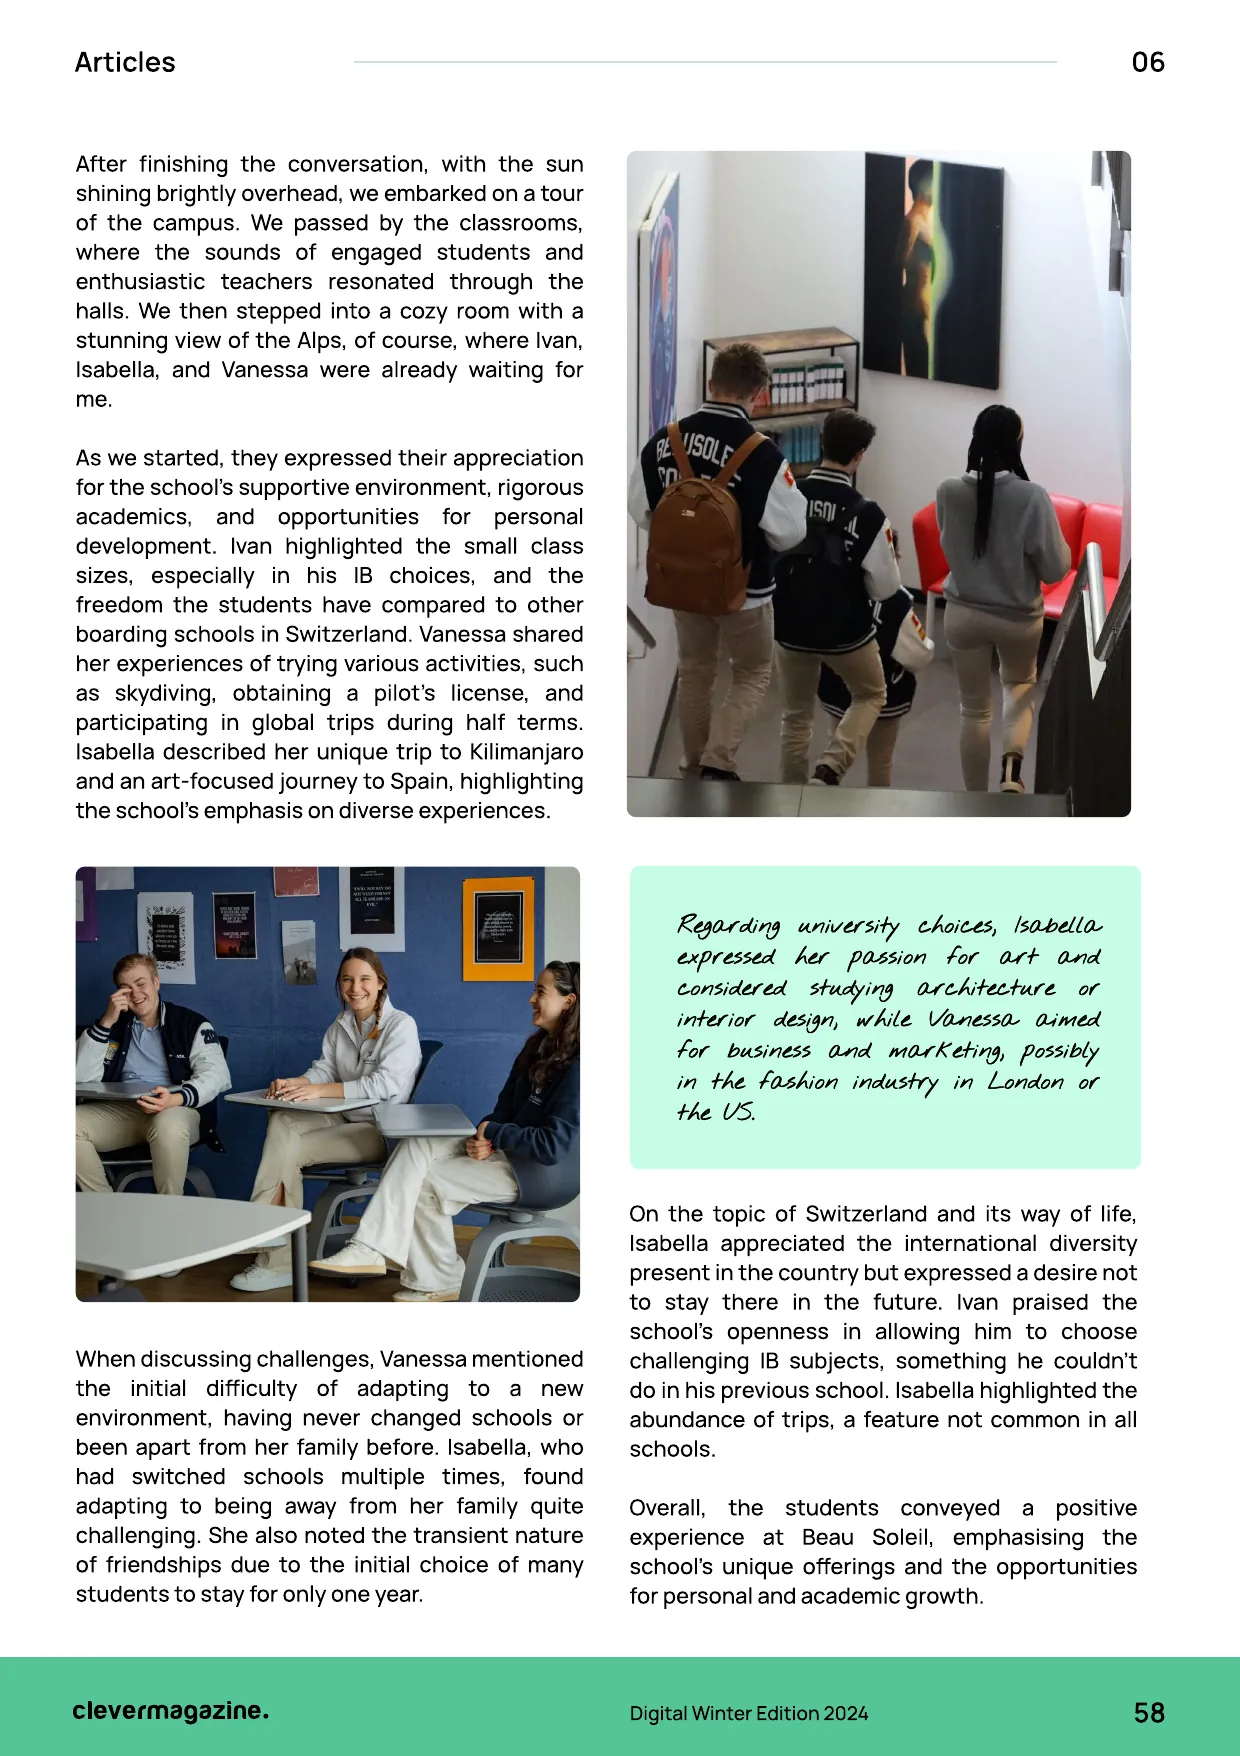 Articles
06
After finishing the conversation, with the sun
shining brightly overhead, we embarked on a tour
of the campus. We passed by the classrooms,
where the sounds of engaged students and
enthusiastic teachers resonated through the
halls. We then stepped into a cozy room with a
stunning view of the Alps, of course, where Ivan,
Isabella, and Vanessa were already waiting for
me.
As we started, they expressed their appreciation
for the school's supportive environment, rigorous
academics, and opportunities for personal
development. Ivan highlighted the small class
sizes, especially in his IB choices, and the
freedom the students have compared to other
boarding schools in Switzerland. Vanessa shared
her experiences of trying various activities, such
as skydiving, obtaining a pilot's license, and
participating in global trips during half terms.
Isabella described her unique trip to Kilimanjaro
and an art-focused journey to Spain, highlighting
the school's emphasis on diverse experiences.
When discussing challenges, Vanessa mentioned
the initial difficulty of adapting to a new
environment, having never changed schools or
been apart from her family before. Isabella, who
had switched schools multiple times, found
adapting to being away from her family quite
challenging. She also noted the transient nature
of friendships due to the initial choice of many
students to stay for only one year.
Regarding university choices, Isabella
expressed her passion for art and
considered studying architecture or
interior design, while Vanessa aimed
for business and marketing, possibly
in the fashion industry in London or
the US.
On the topic of Switzerland and its way of life,
Isabella appreciated the international diversity
present in the country but expressed a desire not
to stay there in the future. Ivan praised the
school's openness in allowing him to choose
challenging IB subjects, something he couldn't
do in his previous school. Isabella highlighted the
abundance of trips, a feature not common in all
schools.
Overall, the students conveyed a positive
experience at Beau Soleil, emphasising the
school's unique offerings and the opportunities
for personal and academic growth.
clevermagazine.
Digital Winter Edition 2024
58